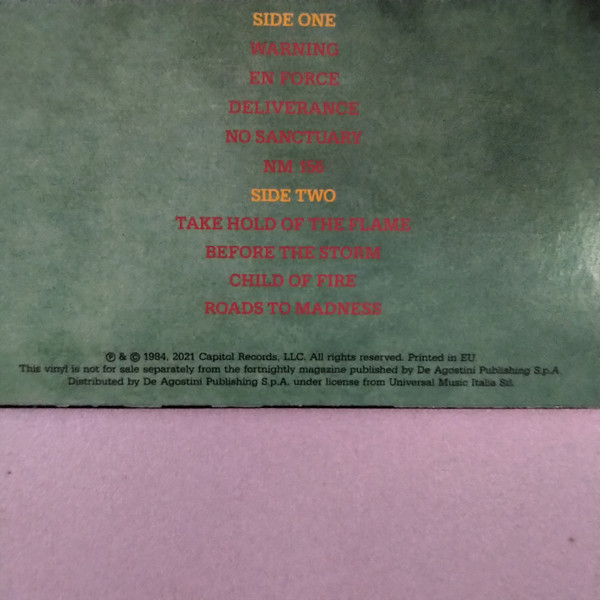 SIDE ONE
WARNING
EN FORCE
DELIVERANCE
NO SANCTUARY
NM 156
SIDE TWO
TAKE HOLD OF THE FLAME
BEFORE THE STORM
CHILD OF FIRE
ROADS TO MADNESS
℗ & © 1984, 2021 Capitol Records, LLC. All rights reserved. Printed in EU
This vinyl is not for sale separately from the fortnightly magazine published by De Agostini Publishing S.p.A.
Distributed by De Agostini Publishing S.p.A. under license from Universal Music Italia Srl.